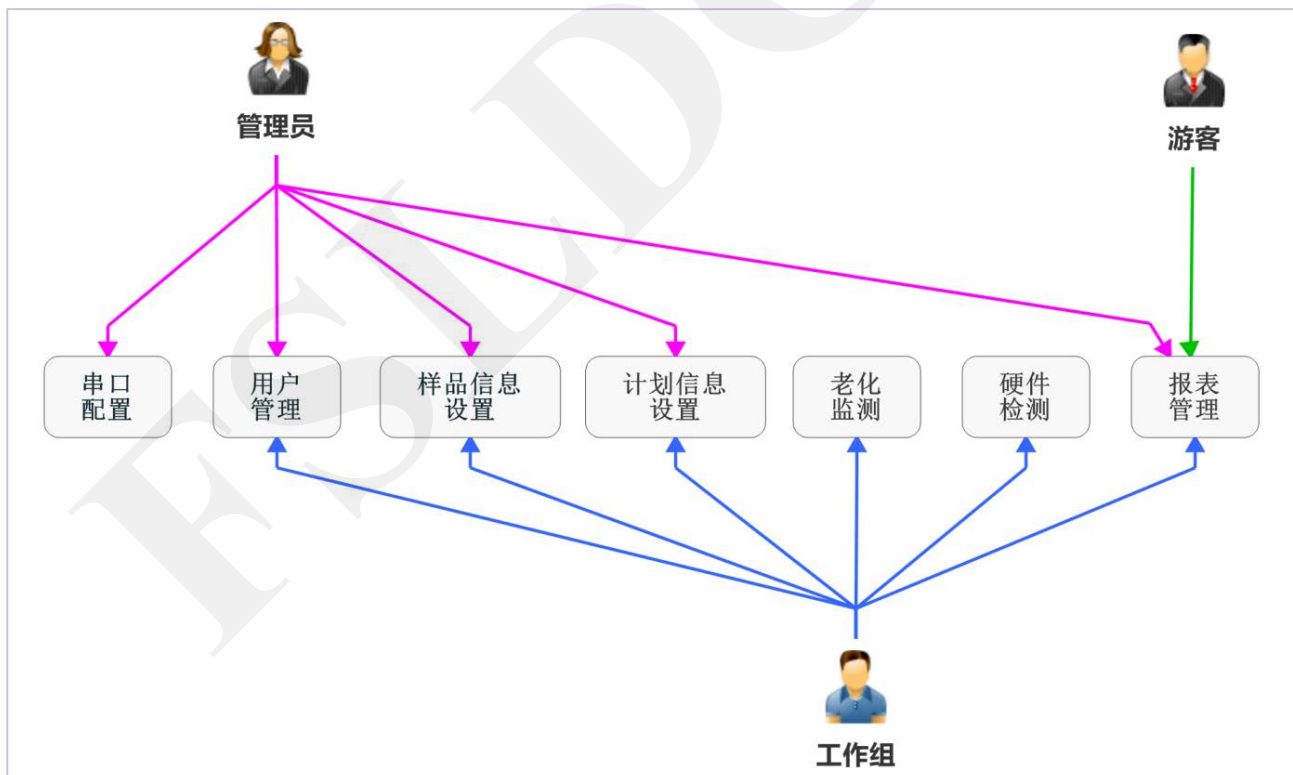 管理员
游客
串口
配置
用户
管理
样品信息
设置
计划信息
设置
老化
监测
硬件
检测
报表
管理
工作组